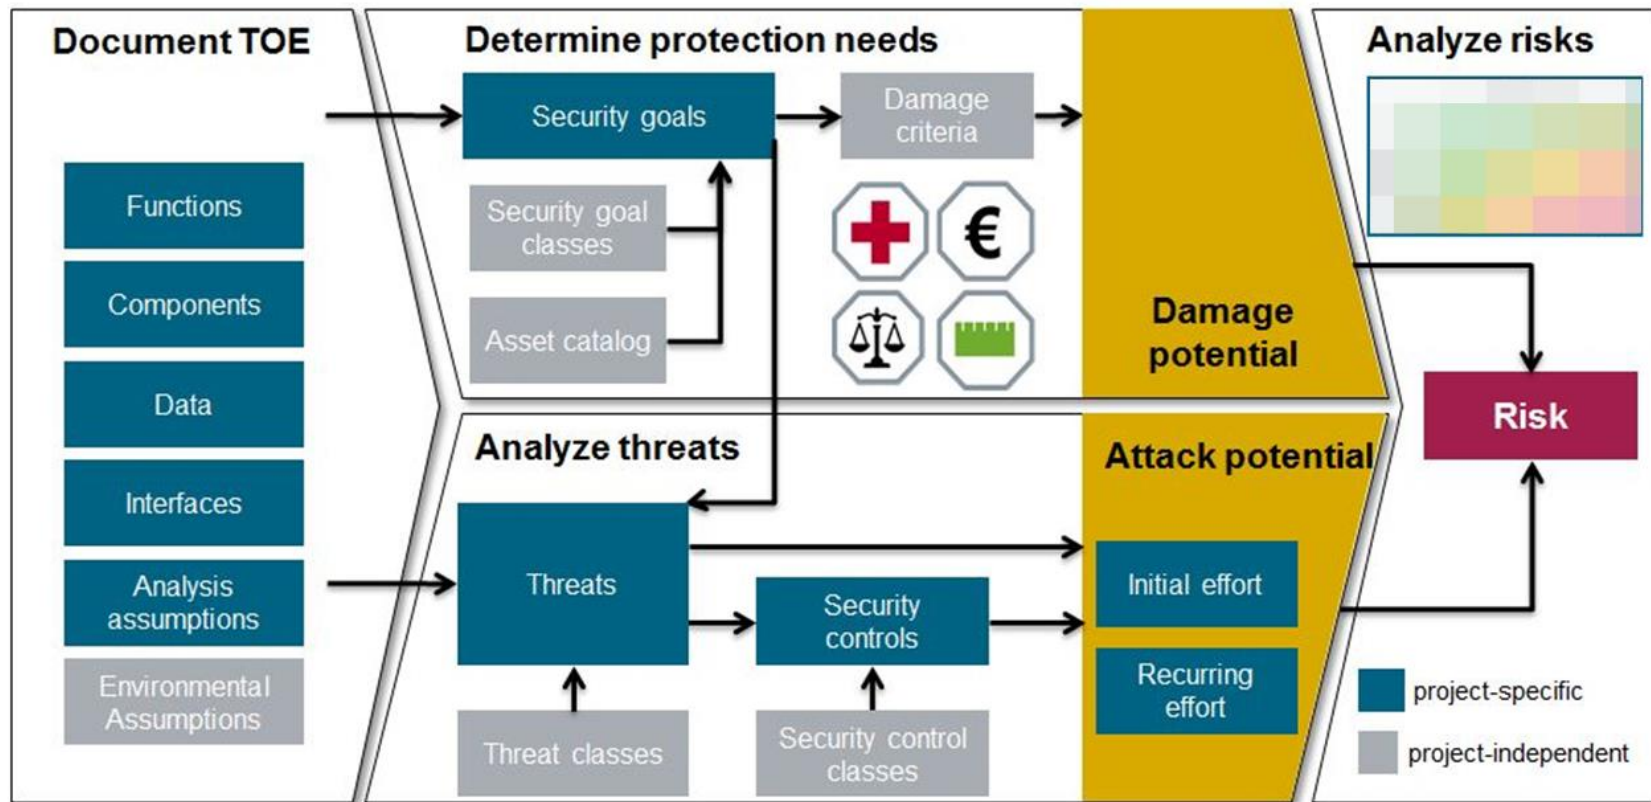 Document TOE
Functions
Components
Data
Interfaces
Analysis
assumptions
Environmental
Assumptions
Determine protection needs
Security goals
Damage
criteria
Security goal
classes
Asset catalog
€
Damage
potential
Analyze threats
Threats
Security
controls
Threat classes
Security control
classes
Attack potential
Initial effort
Recurring
effort
Analyze risks
Risk
project-specific
project-independent